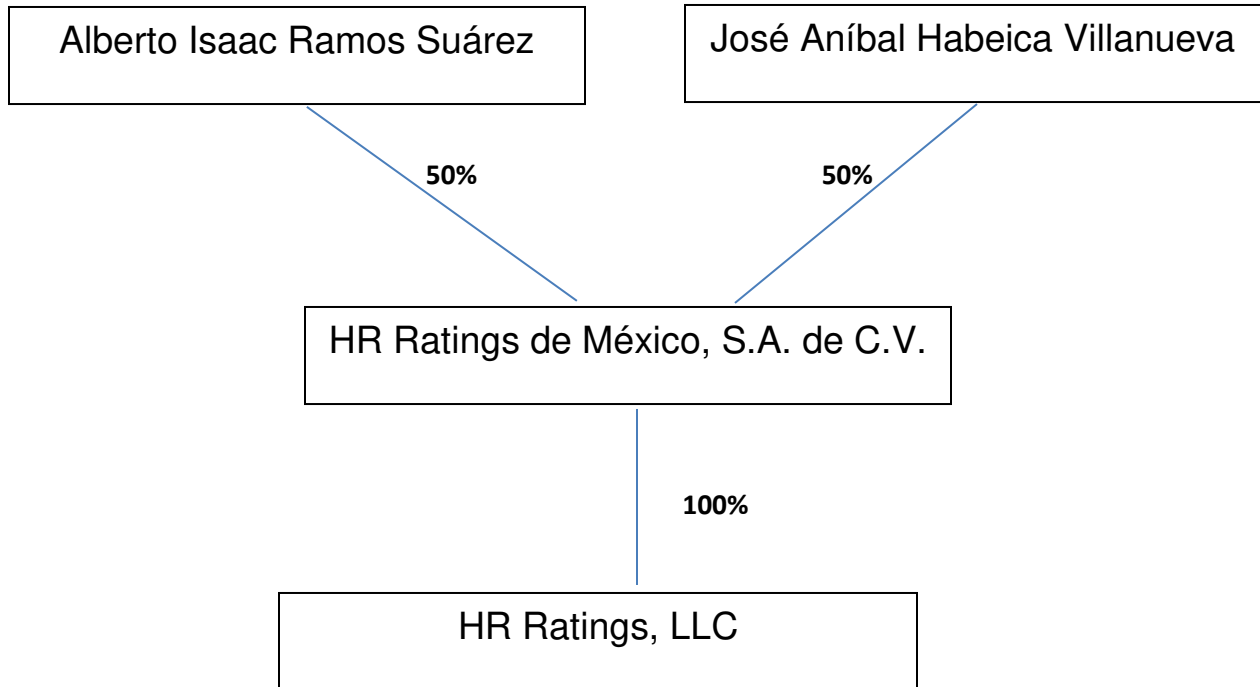 Alberto Isaac Ramos Suárez
José Aníbal Habeica Villanueva
50%
50%
HR Ratings de México, S.A. de C.V.
100%
HR Ratings, LLC